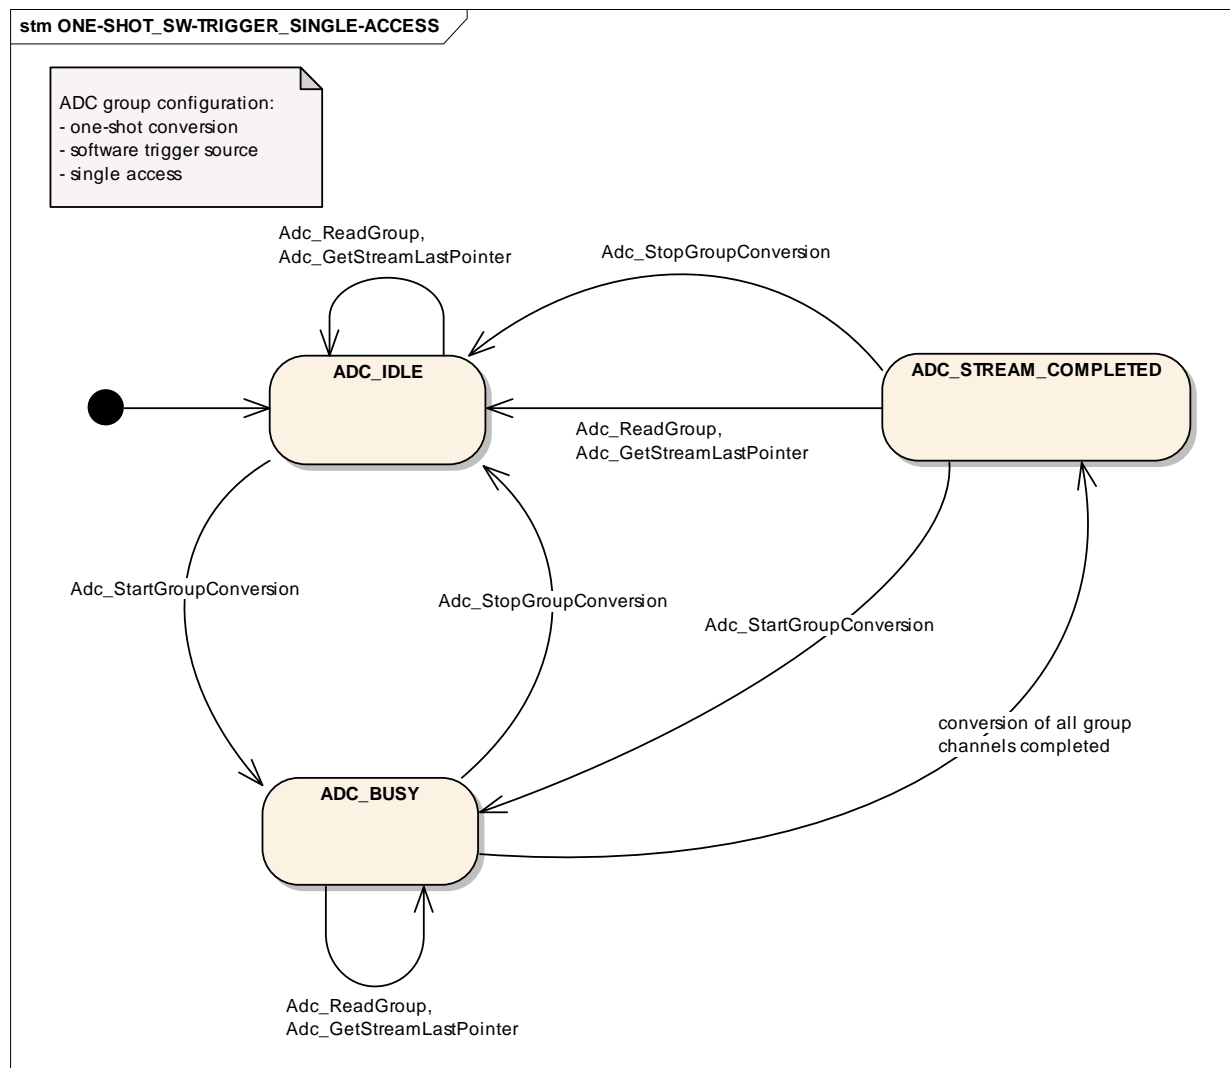 stm ONE-SHOT_SW-TRIGGER_SINGLE-ACCESS
ADC group configuration:
- one-shot conversion
- software trigger source
- single access
Adc_ReadGroup,
Adc_GetStreamLastPointer
Adc_StopGroupConversion
ADC_IDLE
ADC_STREAM_COMPLETED
Adc_ReadGroup,
Adc_GetStreamLastPointer
Adc_StartGroupConversion
Adc_StopGroupConversion
Adc_StartGroupConversion
conversion of all group
channels completed
ADC_BUSY
Adc_ReadGroup,
Adc_GetStreamLastPointer